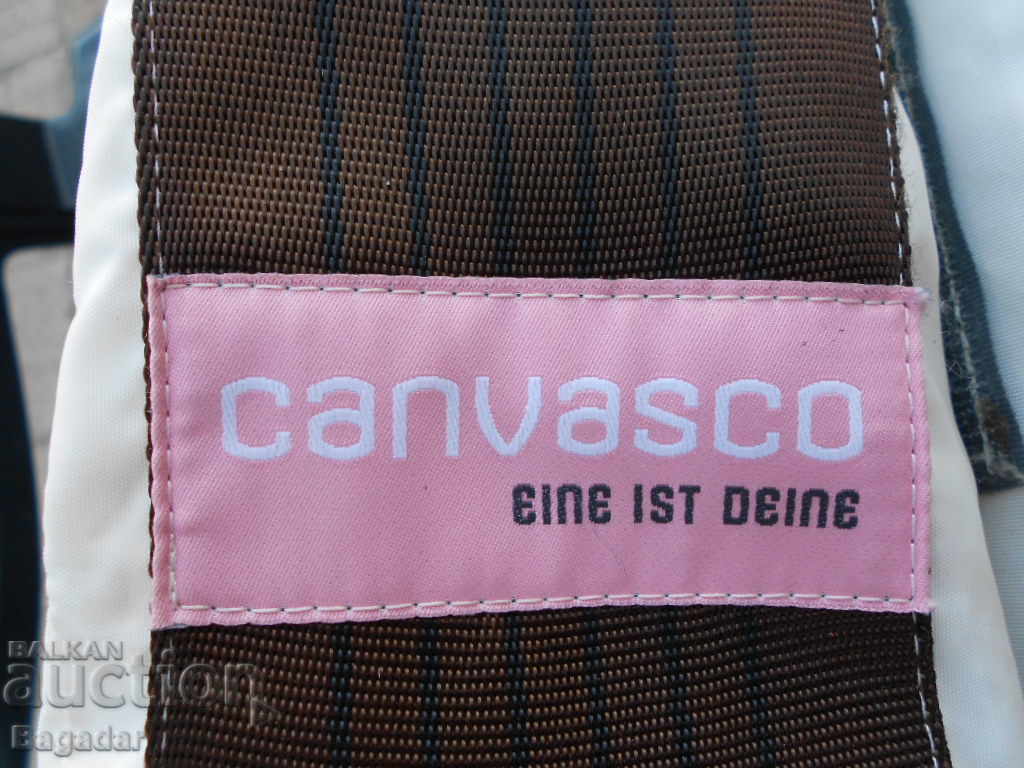 canvasco
EINE IST DEINE
BALKAN
auction
Bagadar